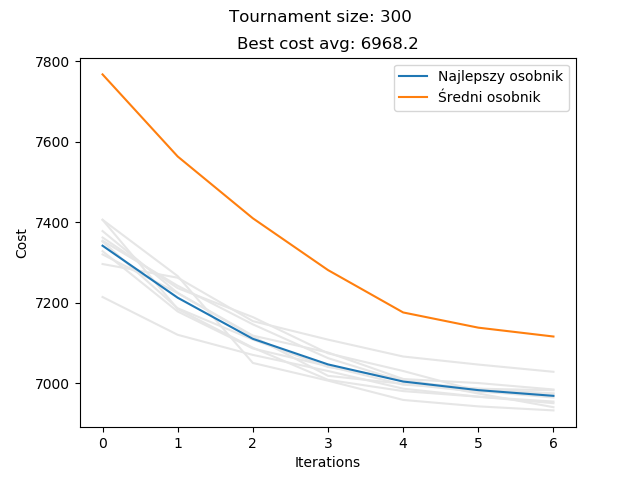 Tournament size: 300
Best cost avg: 6968.2
Najlepszy osobnik
Średni osobnik
7800
7600
7400
7200
7000
Cost
0 1 2 3 4 5 6
Iterations